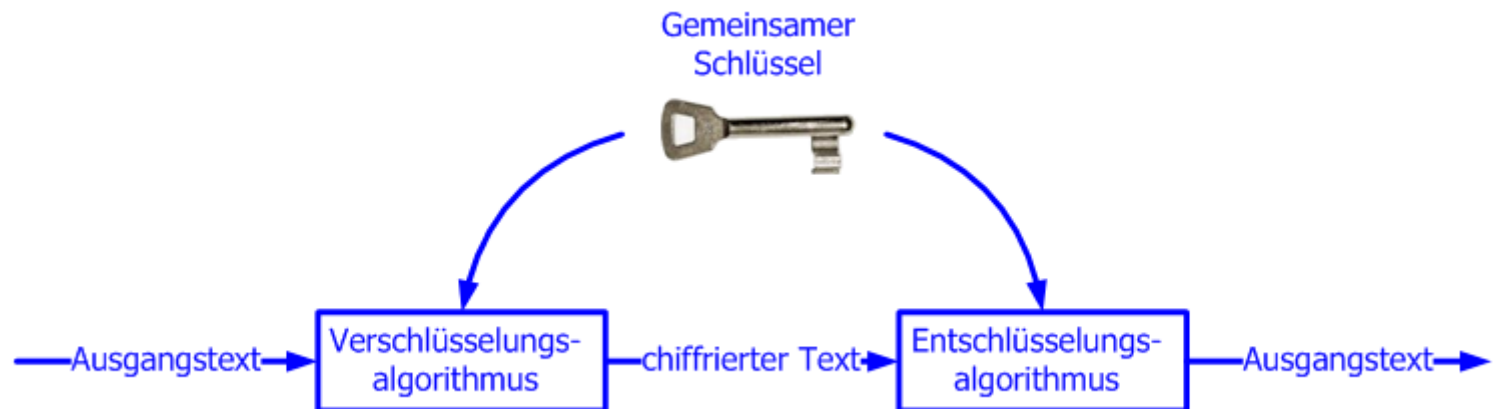 Gemeinsamer
Schlüssel
Ausgangstext
Verschlüsselungs-
algorithmus
chiffrierter Text
Entschlüsselungs-
algorithmus
Ausgangstext